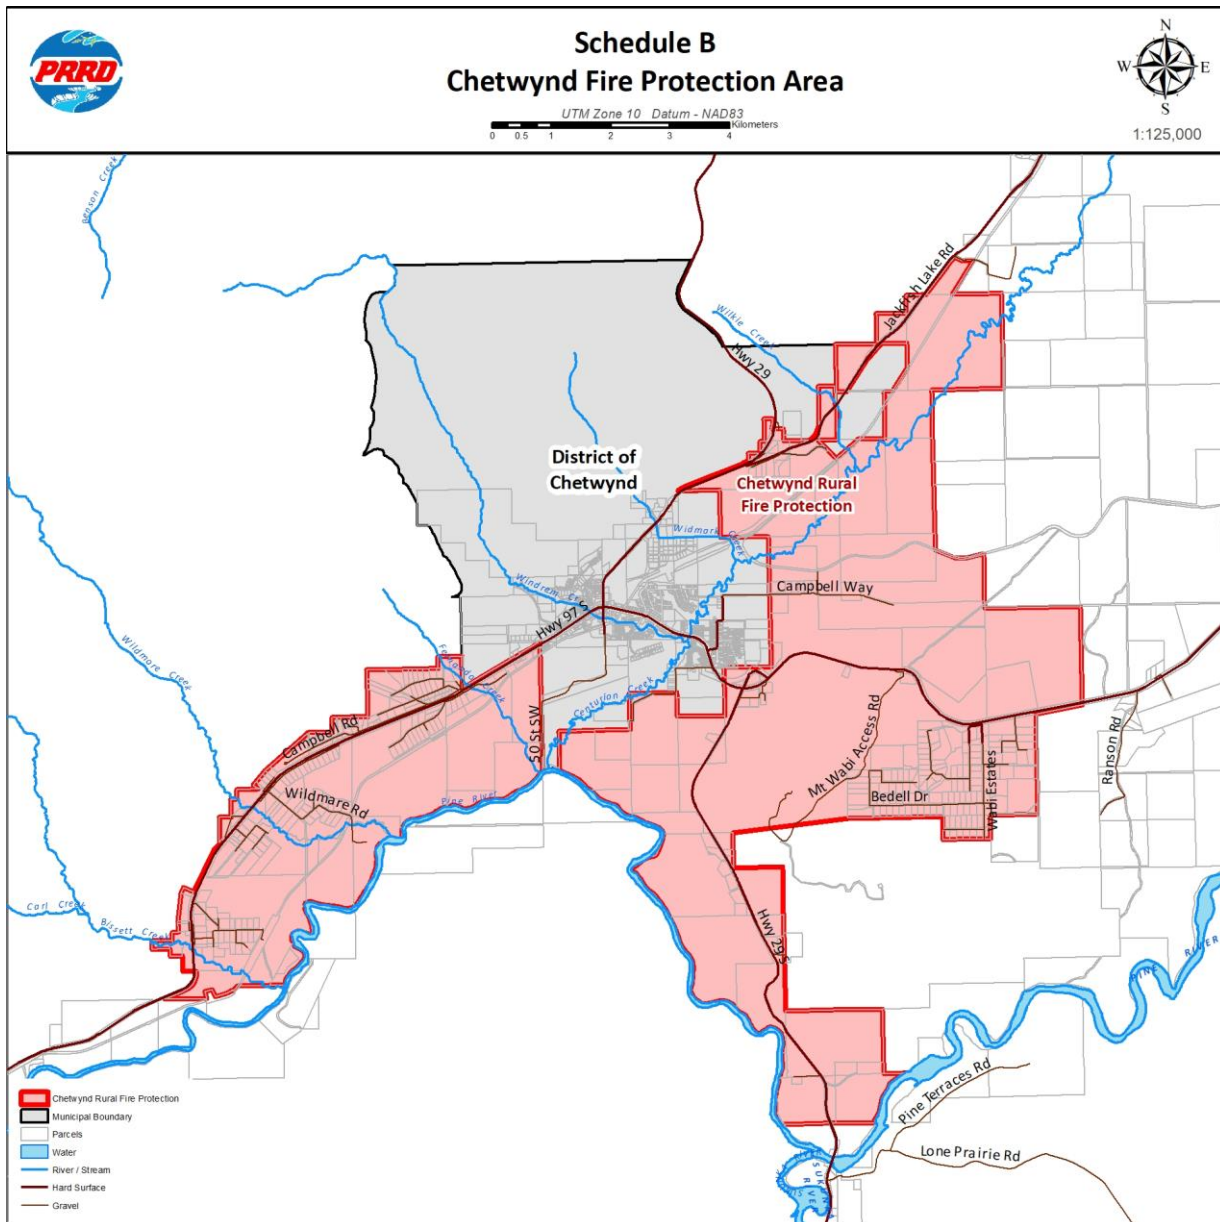 PRRD
Schedule B
Chetwynd Fire Protection Area
UTM Zone 10 Datum - NAD83
Kilometers
0 0.5 1 2 3 4
N
W E
S
1:125,000
Benson Creek
Jackfish Lake Rd
Wilkie Creek
Hwy 29
District of
Chetwynd
Chetwynd Rural
Fire Protection
Widmark Creek
Windrem Cr
Campbell Way
Hwy 97 S
Wildmare Creek
Centurion Creek
50 St SW
Campbell Rd
Mt Wabi Access Rd
Ranson Rd
Wildmare Rd
Pine River
Bedell Dr
Wabi Estates
Carl Creek
Bissett Creek
Hwy 29 S
PINE RIVER
Pine Terraces Rd
Lone Prairie Rd
RIVER
Chetwynd Rural Fire Protection
Municipal Boundary
Parcels
Water
River / Stream
Hard Surface
Gravel